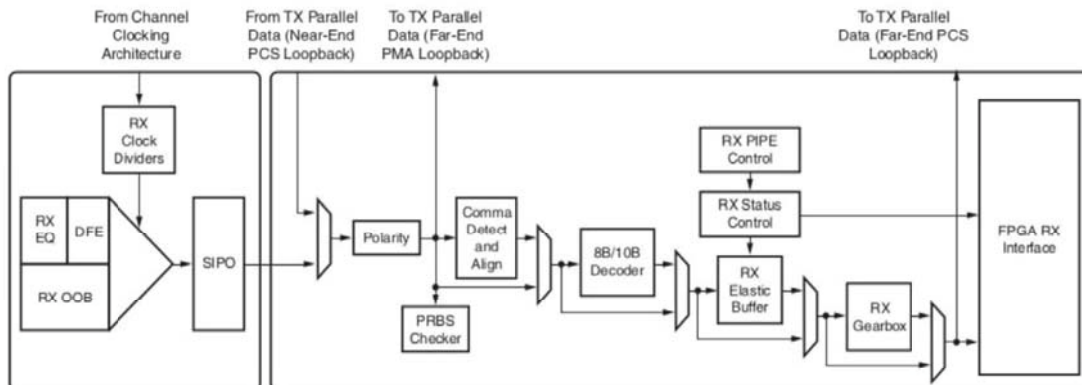 From Channel
Clocking
Architecture
From TX Parallel
Data (Near-End
PCS Loopback)
To TX Parallel
Data (Far-End
PMA Loopback)
To TX Parallel
Data (Far-End PCS
Loopback)
RX
Clock
Dividers
RX
EQ
DFE
RX OOB
SIPO
Polarity
Comma
Detect
and
Align
PRBS
Checker
8B/10B
Decoder
RX PIPE
Control
RX Status
Control
RX
Elastic
Buffer
RX
Gearbox
FPGA RX
Interface